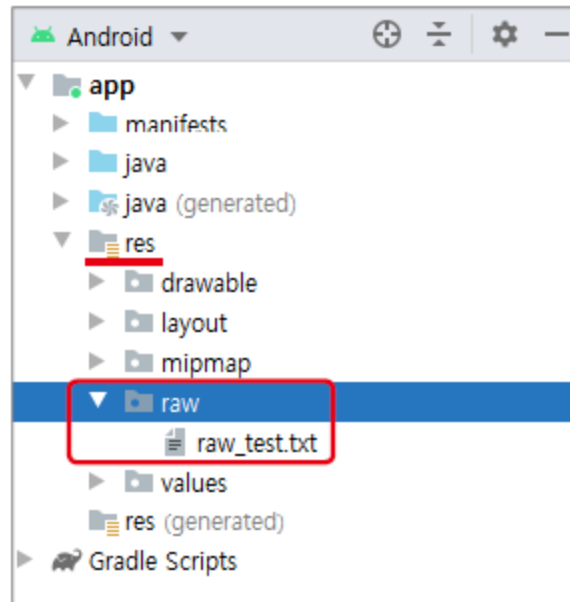 Android
app
manifests
java
java (generated)
res
drawable
layout
mipmap
raw
raw_test.txt
values
res (generated)
Gradle Scripts